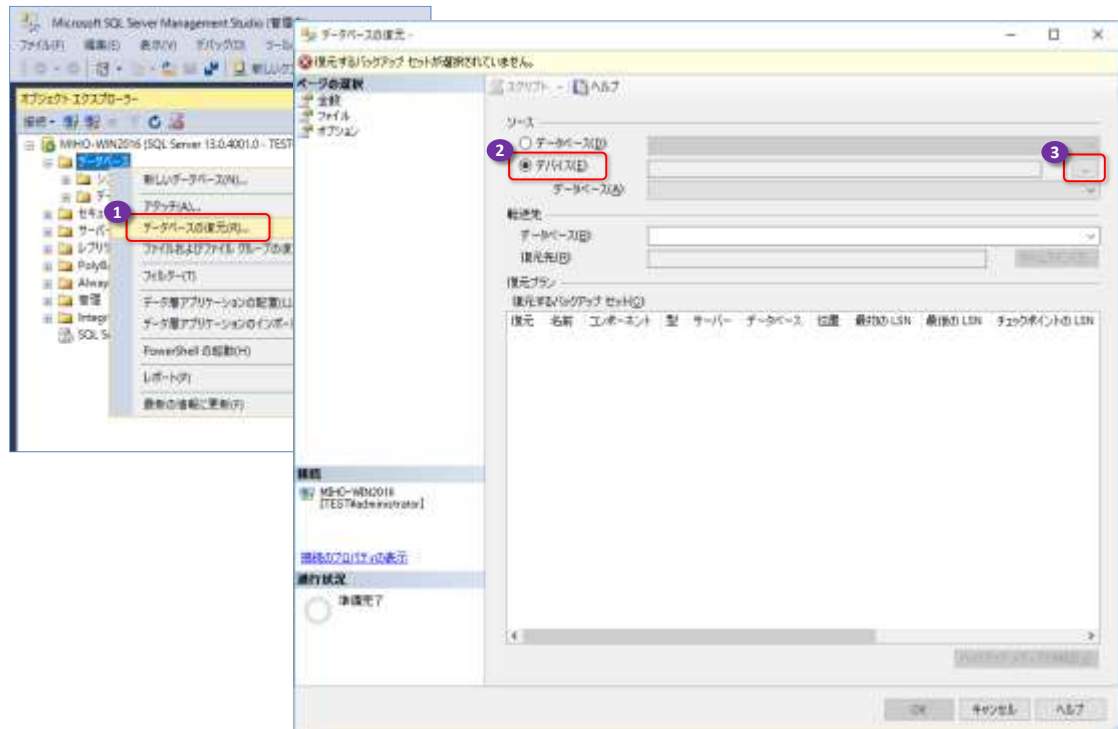 Microsoft SQL Server Management Studio (管理
ファイル(F) 編集(E) 表示(V) デバッグ(D) ツール
新しいク
オブジェクト エクスプローラー
接続
MIHO-WIN2016 (SQL Server 13.0.4001.0 - TEST
データベース
セキュ
サーバー
レプリケ
PolyBa
Alway
管理
Integr
SQL S
1
新しいデータベース(N)...
アタッチ(A)...
データベースの復元(R)...
ファイルおよびファイル グループの復
フィルター(T)
データ層アプリケーションの配置(L)
データ層アプリケーションのインポート
PowerShell の起動(H)
レポート(P)
最新の情報に更新(F)
データベースの復元 -
復元するバックアップ セットが選択されていません。
ページの選択
全般
ファイル
オプション
スクリプト
ヘルプ
ソース
2
データベース(D)
デバイス(E)
3
...
データベース(A)
転送先
データベース(B)
復元先(R)
復元プラン
復元するバックアップ セット(C)
復元 名前 コンポーネント 型 サーバー データベース 位置 最初の LSN 最後の LSN チェックポイントの LSN
接続
MIHO-WIN2016
[TEST¥administrator]
接続のプロパティの表示
進行状況
準備完了
OK キャンセル ヘルプ